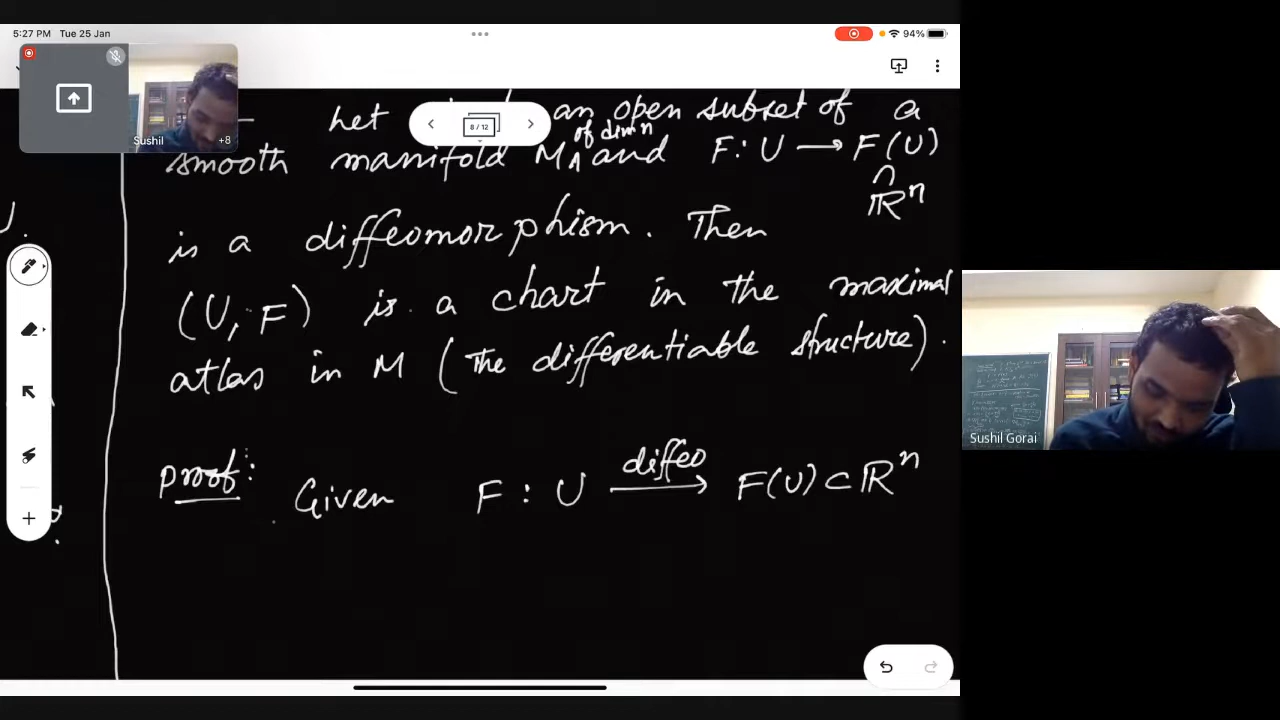 5:27 PM Tue 25 Jan
94%
Sushil
+8
8 / 12
Let an open subset of a
smooth manifold M of dim n and F : U → F(U)
∩
ℝⁿ
is a diffeomorphism. Then
(U, F) is a chart in the maximal
atlas in M (The differentiable structure).
Proof: Given F : U diffeo → F(U) ⊂ ℝⁿ
Sushil Gorai